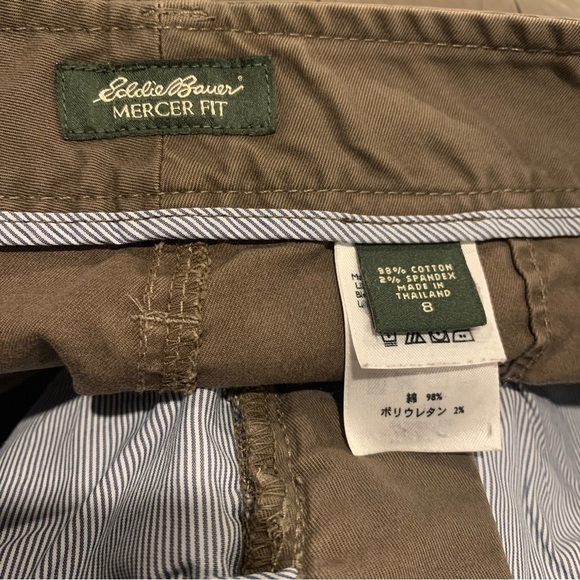 Eddie Bauer®
MERCER FIT
98% COTTON
2% SPANDEX
MADE IN
THAILAND
8
綿 98%
ポリウレタン 2%